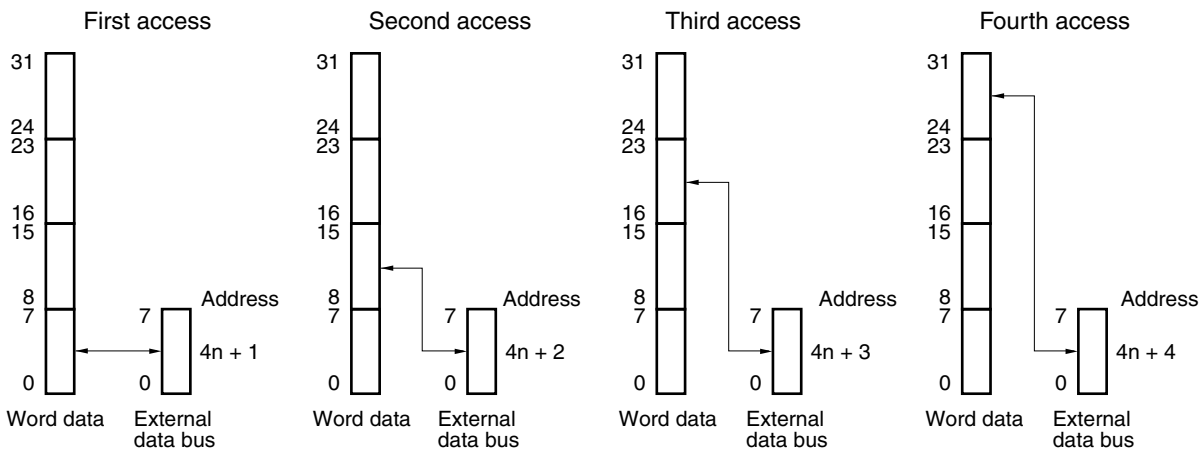 First access
Second access
Third access
Fourth access
31
24
23
16
15
8
7
0
Word data
7
0
External
data bus
Address
4n + 1
31
24
23
16
15
8
7
0
Word data
7
0
External
data bus
Address
4n + 2
31
24
23
16
15
8
7
0
Word data
7
0
External
data bus
Address
4n + 3
31
24
23
16
15
8
7
0
Word data
7
0
External
data bus
Address
4n + 4